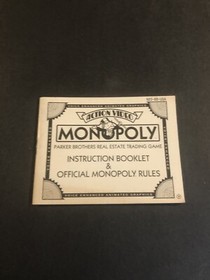 ACTION VIDEO
MONOPOLY
PARKER BROTHERS REAL ESTATE TRADING GAME
INSTRUCTION BOOKLET
&
OFFICIAL MONOPOLY RULES